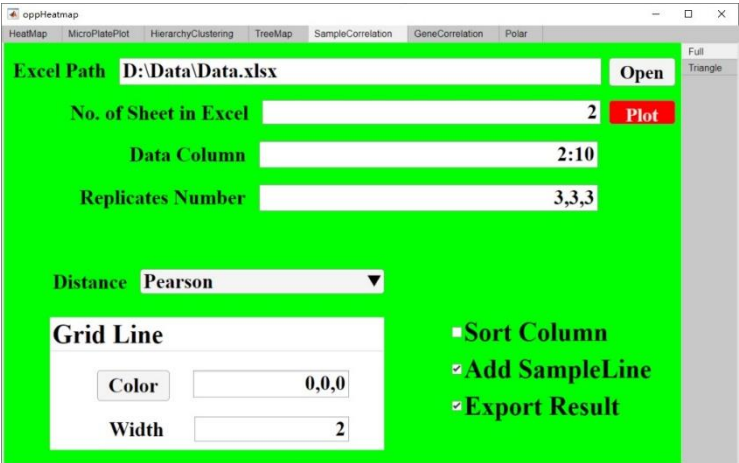 oppHeatmap
HeatMap MicroPlatePlot HierarchyClustering TreeMap SampleCorrelation GeneCorrelation Polar
Full
Triangle
Excel Path D:\Data\Data.xlsx Open
No. of Sheet in Excel 2 Plot
Data Column 2:10
Replicates Number 3,3,3
Distance Pearson
Grid Line
Color 0,0,0
Width 2
Sort Column
Add SampleLine
Export Result